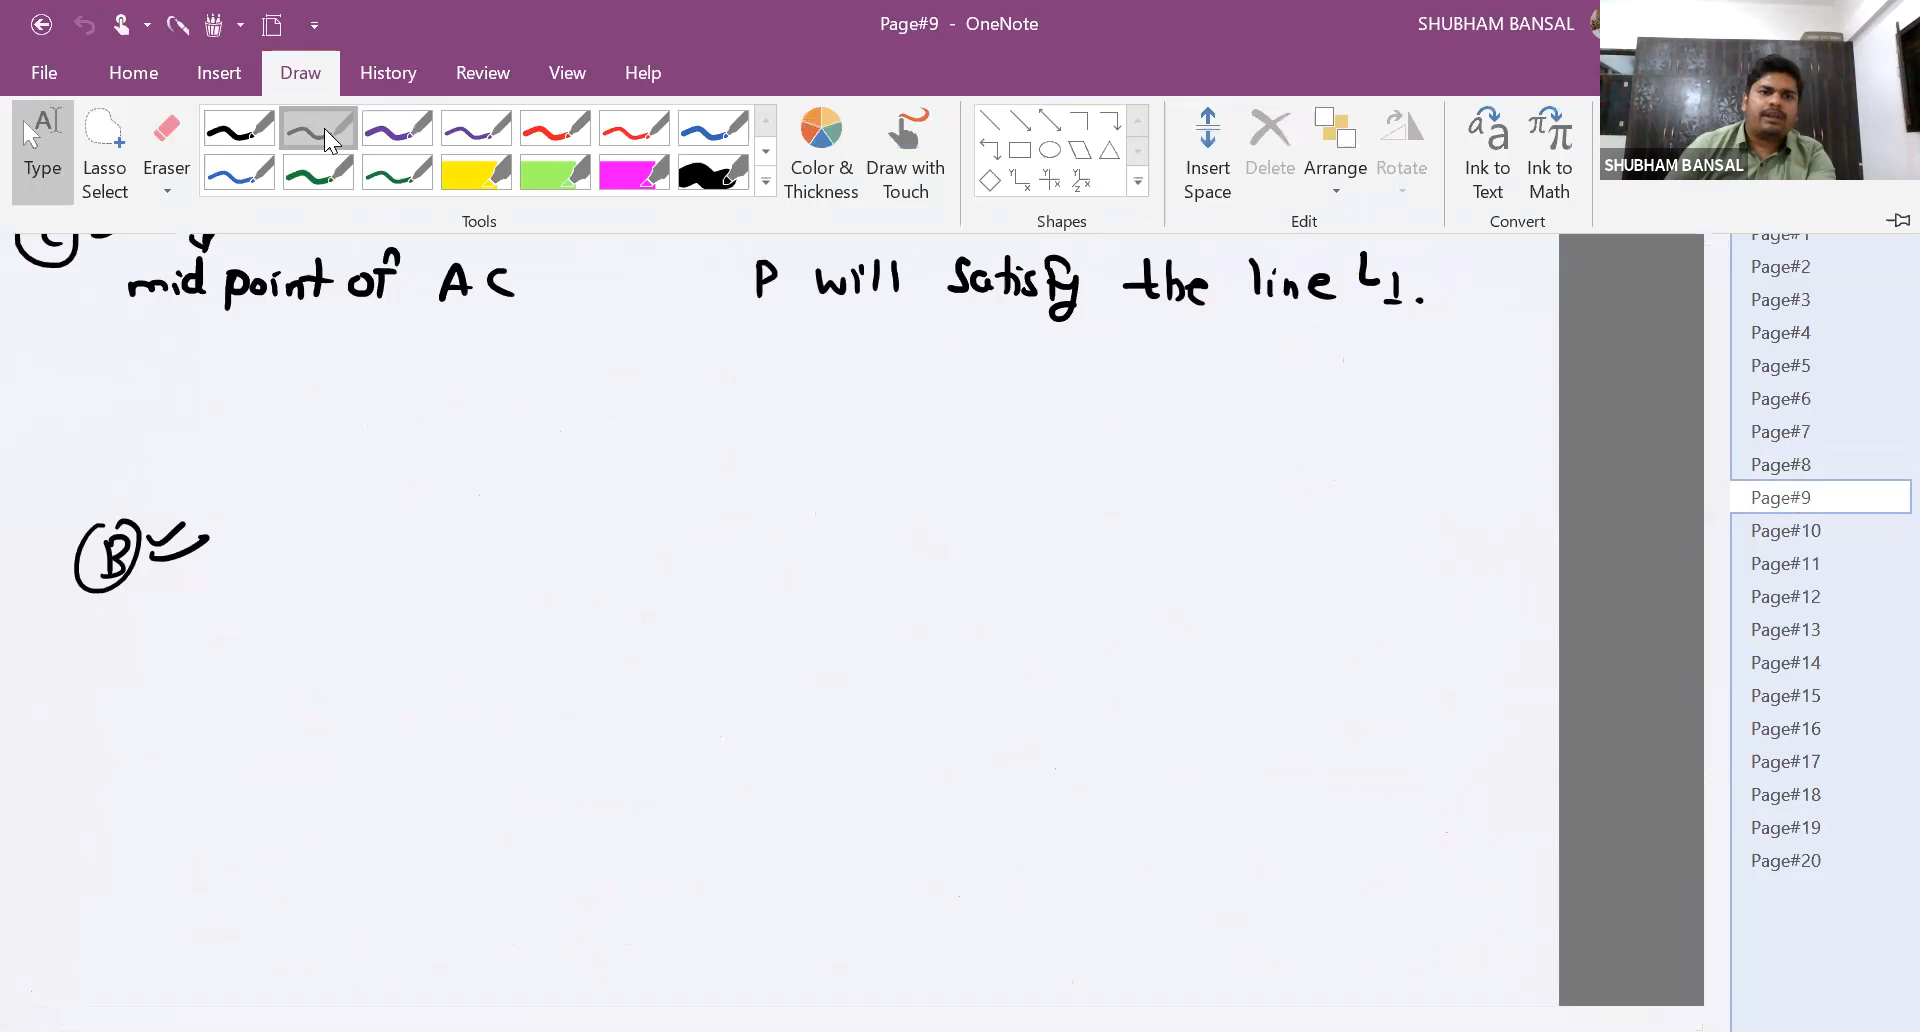 Page#9 - OneNote
SHUBHAM BANSAL
File Home Insert Draw History Review View Help
Type
Lasso Select
Eraser
Color & Thickness
Draw with Touch
Insert Space
Delete
Arrange
Rotate
Ink to Text
Ink to Math
Tools
Shapes
Edit
Convert
SHUBHAM BANSAL
C
mid point of AC
P will satisfy the line L1.
B
Page#1
Page#2
Page#3
Page#4
Page#5
Page#6
Page#7
Page#8
Page#9
Page#10
Page#11
Page#12
Page#13
Page#14
Page#15
Page#16
Page#17
Page#18
Page#19
Page#20